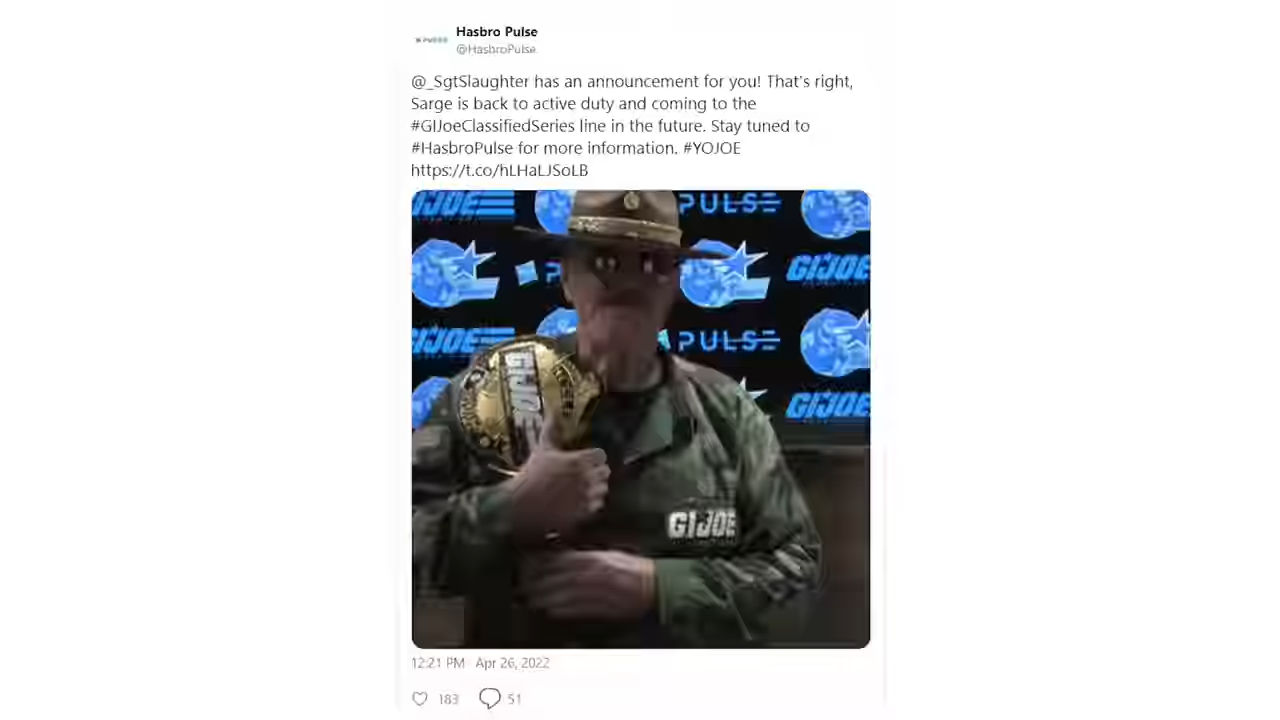 Hasbro Pulse
@HasbroPulse
@_SgtSlaughter has an announcement for you! That's right,
Sarge is back to active duty and coming to the
#GIJoeClassifiedSeries line in the future. Stay tuned to
#HasbroPulse for more information. #YOJOE
https://t.co/hLHaLJSoLB
GIJOE PULSE
GIJOE
GIJOE PULSE
GIJOE
GIJOE
GIJOE
12:21 PM Apr 26, 2022
183 51